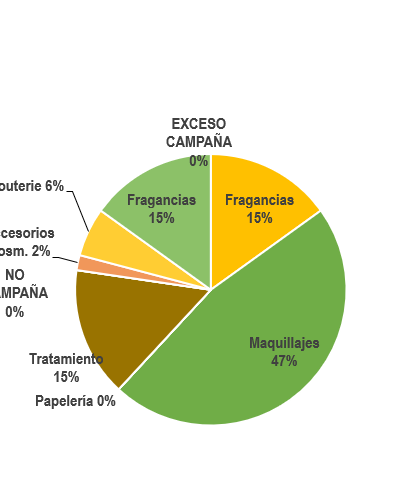 EXCESO
CAMPAÑA
0%
Fragancias
15%
Fragancias
15%
outerie 6%
ccesorios
osm. 2%
NO
AMPAÑA
0%
Maquillajes
47%
Tratamiento
15%
Papelería 0%